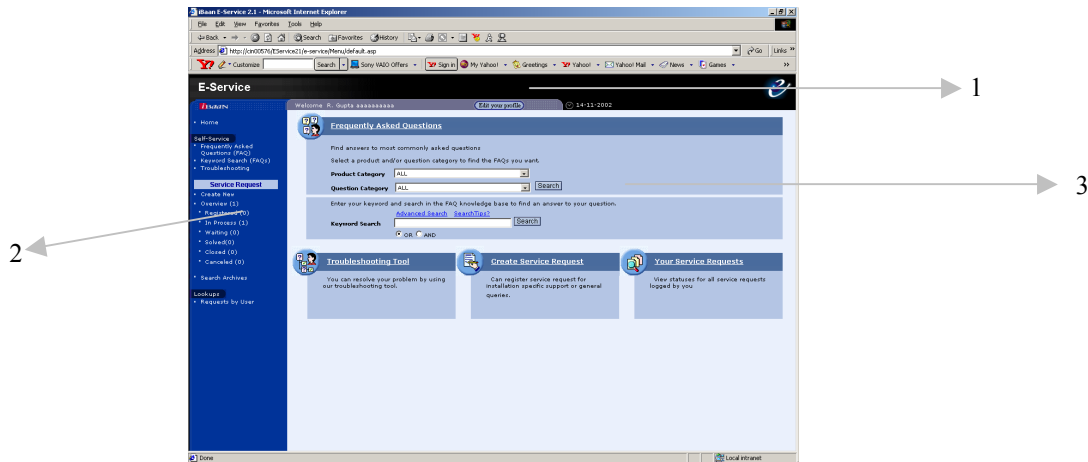 iBaan E-Service 2.1 - Microsoft Internet Explorer
File Edit View Favorites Tools Help
Back Search Favorites History
Address http://cin00576/EService21/e-service/Menu/default.asp Go Links »
Y? Customize Search Sony VAIO Offers Sign in My Yahoo! Greetings Yahoo! Yahoo! Mail News Games »
E-Service
e
1
iBaan
Welcome R. Gupta aaaaaaaaaa Edit your profile 14-11-2002
Home
Self-Service
Frequently Asked
Questions (FAQ)
Keyword Search (FAQs)
Troubleshooting
Service Request
Create New
Overview (1)
Registered (0)
In Process (1)
Waiting (0)
Solved(0)
Closed (0)
Canceled (0)
Search Archives
Lookups
Requests by User
2
Frequently Asked Questions
Find answers to most commonly asked questions
Select a product and/or question category to find the FAQs you want.
Product Category ALL
Question Category ALL Search
3
Enter your keyword and search in the FAQ knowledge base to find an answer to your question.
Advanced Search SearchTips?
Keyword Search Search
OR AND
Troubleshooting Tool
You can resolve your problem by using
our troubleshooting tool.
Create Service Request
Can register service request for
installation specific support or general
queries.
Your Service Requests
View statuses for all service requests
logged by you
Done Local intranet